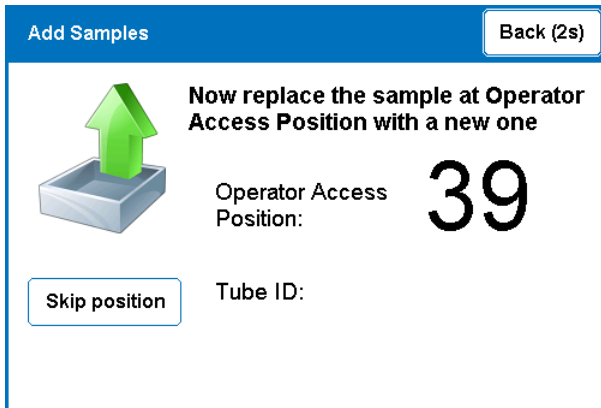 Add Samples
Back (2s)
Now replace the sample at Operator
Access Position with a new one
Operator Access
Position:
39
Skip position
Tube ID: